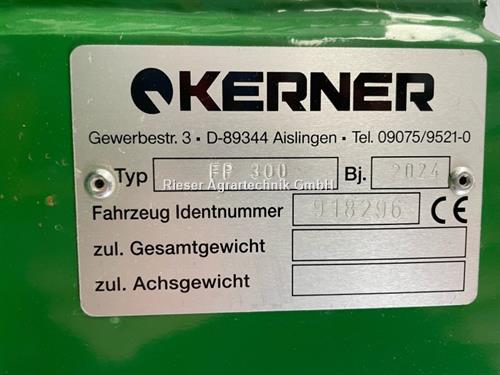 KERNER
Gewerbestr. 3 • D-89344 Aislingen • Tel. 09075/9521-0
Typ FP 300 Bj. 2024
Rieser Agrartechnik GmbH
Fahrzeug Identnummer 918296 CE
zul. Gesamtgewicht
zul. Achsgewicht